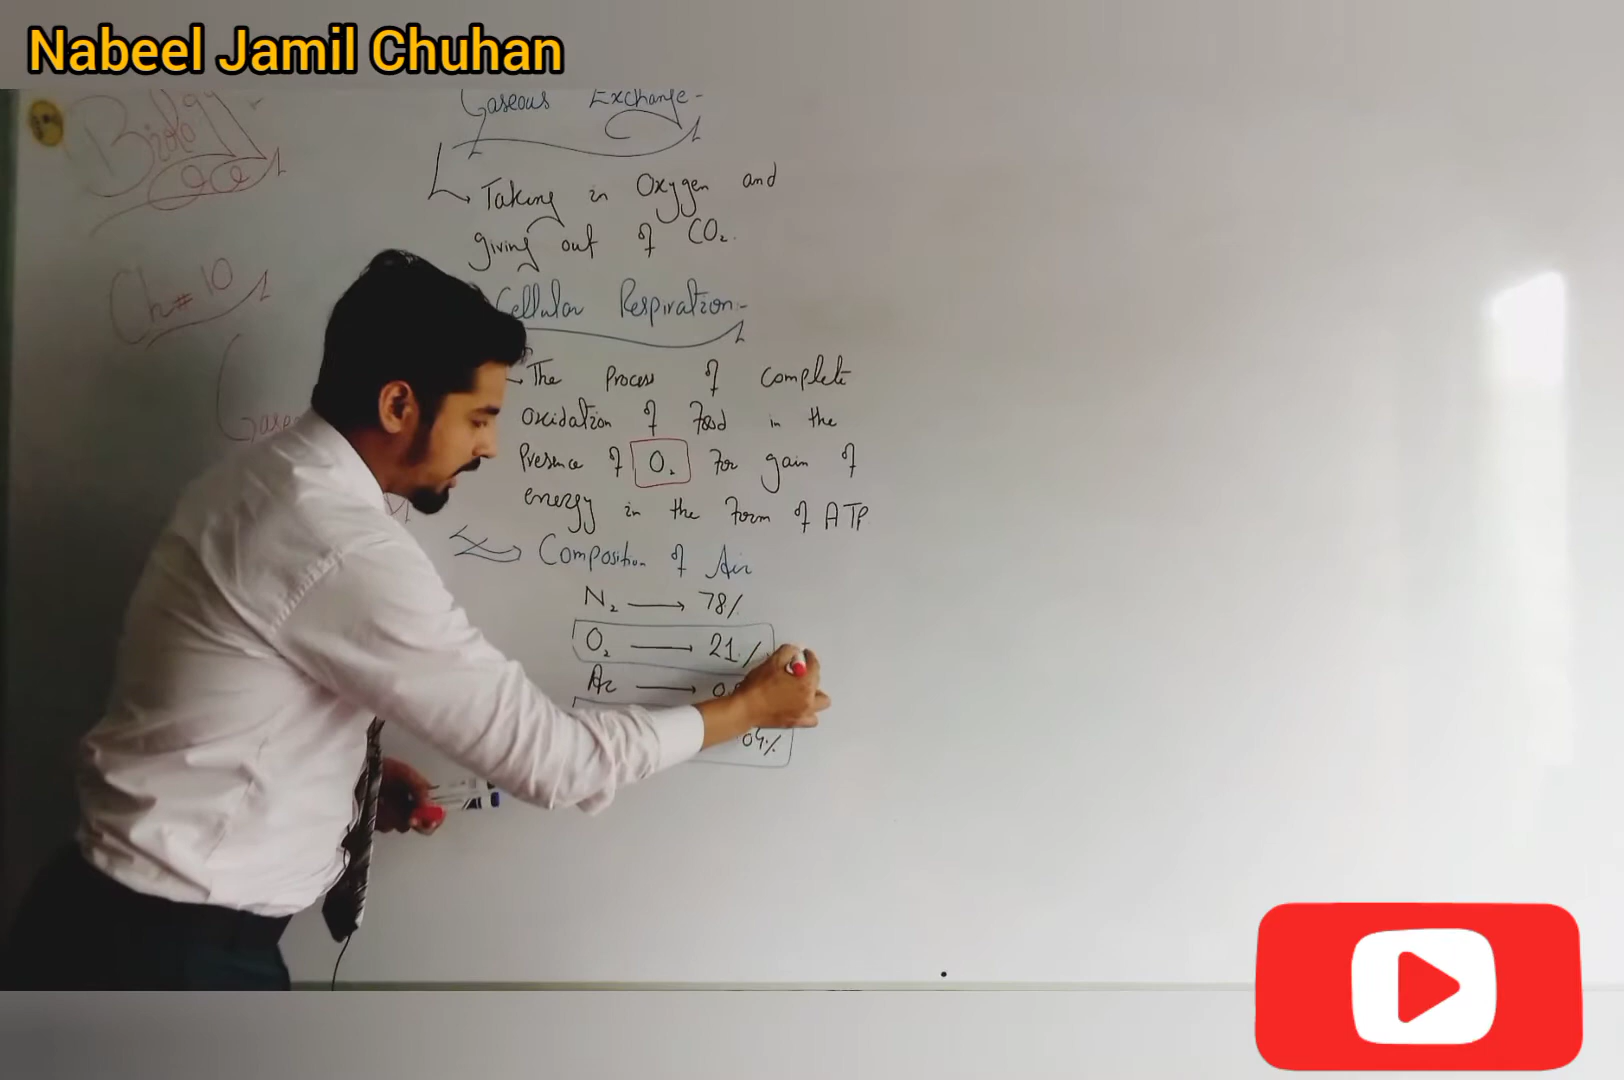 Nabeel Jamil Chuhan
Biology
Ch# 10
Gaseous Exchange-
Taking in Oxygen and
giving out of CO₂.
Cellular Respiration:-
The Process of complete
oxidation of Food in the
Presence of O₂ For gain of
energy in the Form of ATP
Composition of Air
N₂ → 78%
O₂ → 21%
Ar →
04%